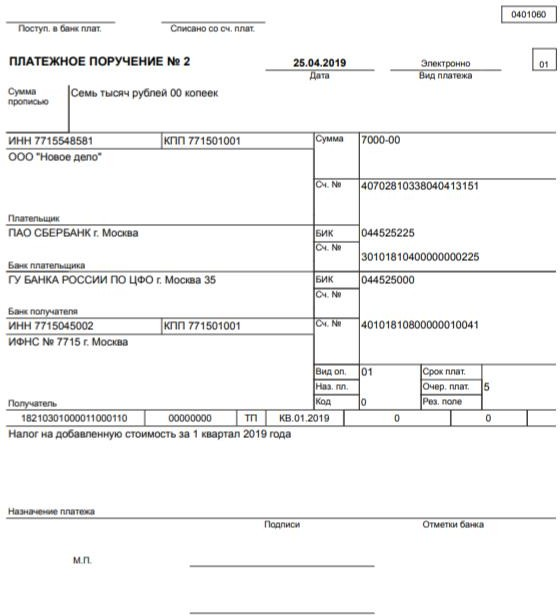 0401060
Поступ. в банк плат.
Списано со сч. плат.
ПЛАТЕЖНОЕ ПОРУЧЕНИЕ № 2
25.04.2019
Электронно
01
Дата
Вид платежа
Сумма прописью
Семь тысяч рублей 00 копеек
ИНН 7715548581
КПП 771501001
Сумма
7000-00
ООО "Новое дело"
Сч. №
40702810338040413151
Плательщик
ПАО СБЕРБАНК г. Москва
БИК
044525225
Сч. №
30101810400000000225
Банк плательщика
ГУ БАНКА РОССИИ ПО ЦФО г. Москва 35
БИК
044525000
Сч. №
Банк получателя
ИНН 7715045002
КПП 771501001
Сч. №
40101810800000010041
ИФНС № 7715 г. Москва
Вид оп.
01
Срок плат.
Наз. пл.
Очер. плат.
5
Получатель
Код
0
Рез. поле
18210301000011000110
00000000
ТП
КВ.01.2019
0
0
Налог на добавленную стоимость за 1 квартал 2019 года
Назначение платежа
Подписи
Отметки банка
М.П.